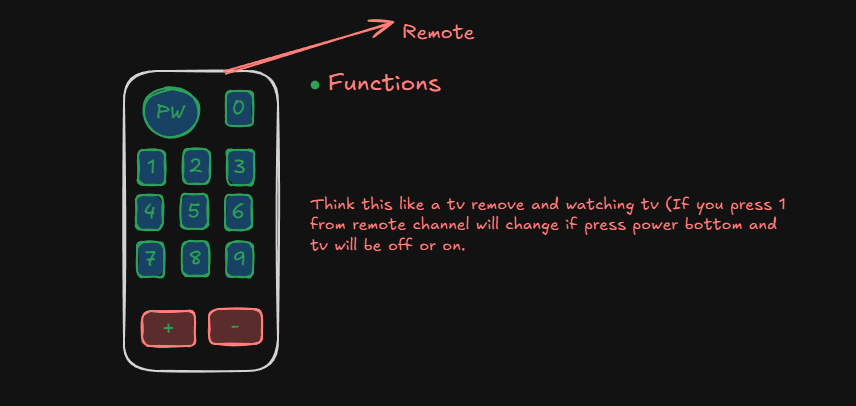 Remote
Functions
PW 0
1 2 3
4 5 6
7 8 9
+ -
Think this like a tv remove and watching tv (If you press 1
from remote channel will change if press power bottom and
tv will be off or on.